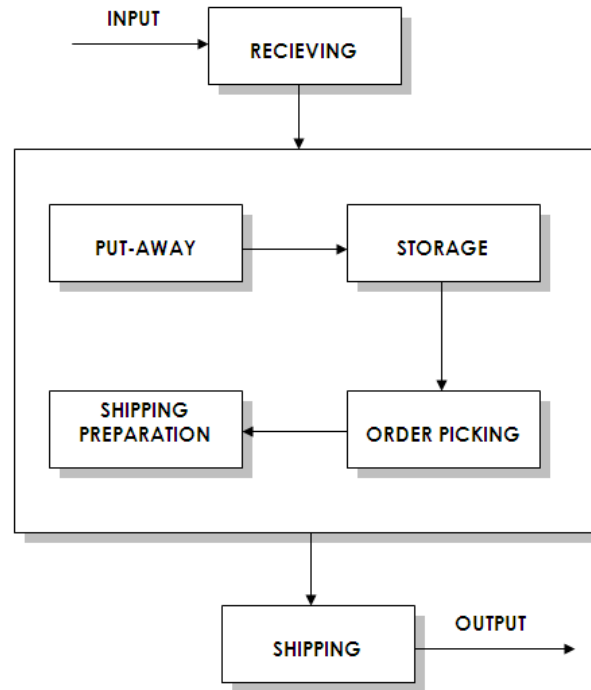 INPUT
RECIEVING
PUT-AWAY
STORAGE
SHIPPING
PREPARATION
ORDER PICKING
SHIPPING
OUTPUT